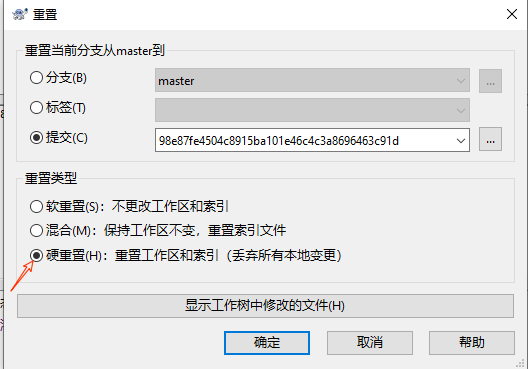 重置
重置当前分支从master到
分支(B)
master
...
标签(T)
提交(C)
98e87fe4504c8915ba101e46c4c3a8696463c91d
...
重置类型
软重置(S)：不更改工作区和索引
混合(M)：保持工作区不变，重置索引文件
硬重置(H)：重置工作区和索引（丢弃所有本地变更）
显示工作树中修改的文件(H)
确定
取消
帮助